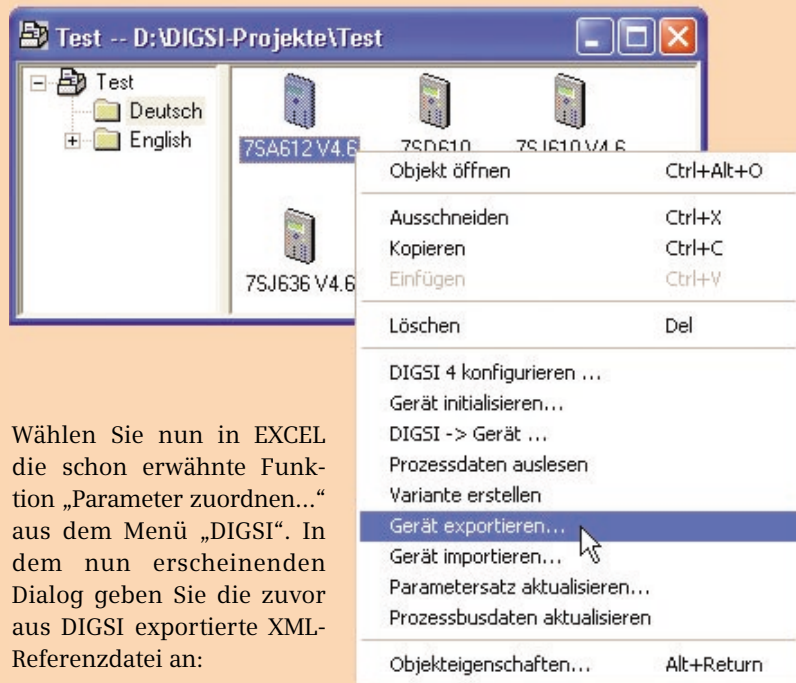 Test -- D:\DIGSI-Projekte\Test
Test
Deutsch
English
7SA612 V4.6
7SD610
7SJ610 V4.6
7SJ636 V4.6
Objekt öffnen Ctrl+Alt+O
Ausschneiden Ctrl+X
Kopieren Ctrl+C
Einfügen Ctrl+V
Löschen Del
DIGSI 4 konfigurieren ...
Gerät initialisieren...
DIGSI -> Gerät ...
Prozessdaten auslesen
Variante erstellen
Gerät exportieren...
Gerät importieren...
Parametersatz aktualisieren...
Prozessbusdaten aktualisieren
Objekteigenschaften... Alt+Return
Wählen Sie nun in EXCEL
die schon erwähnte Funk-
tion „Parameter zuordnen...“
aus dem Menü „DIGSI“. In
dem nun erscheinenden
Dialog geben Sie die zuvor
aus DIGSI exportierte XML-
Referenzdatei an: